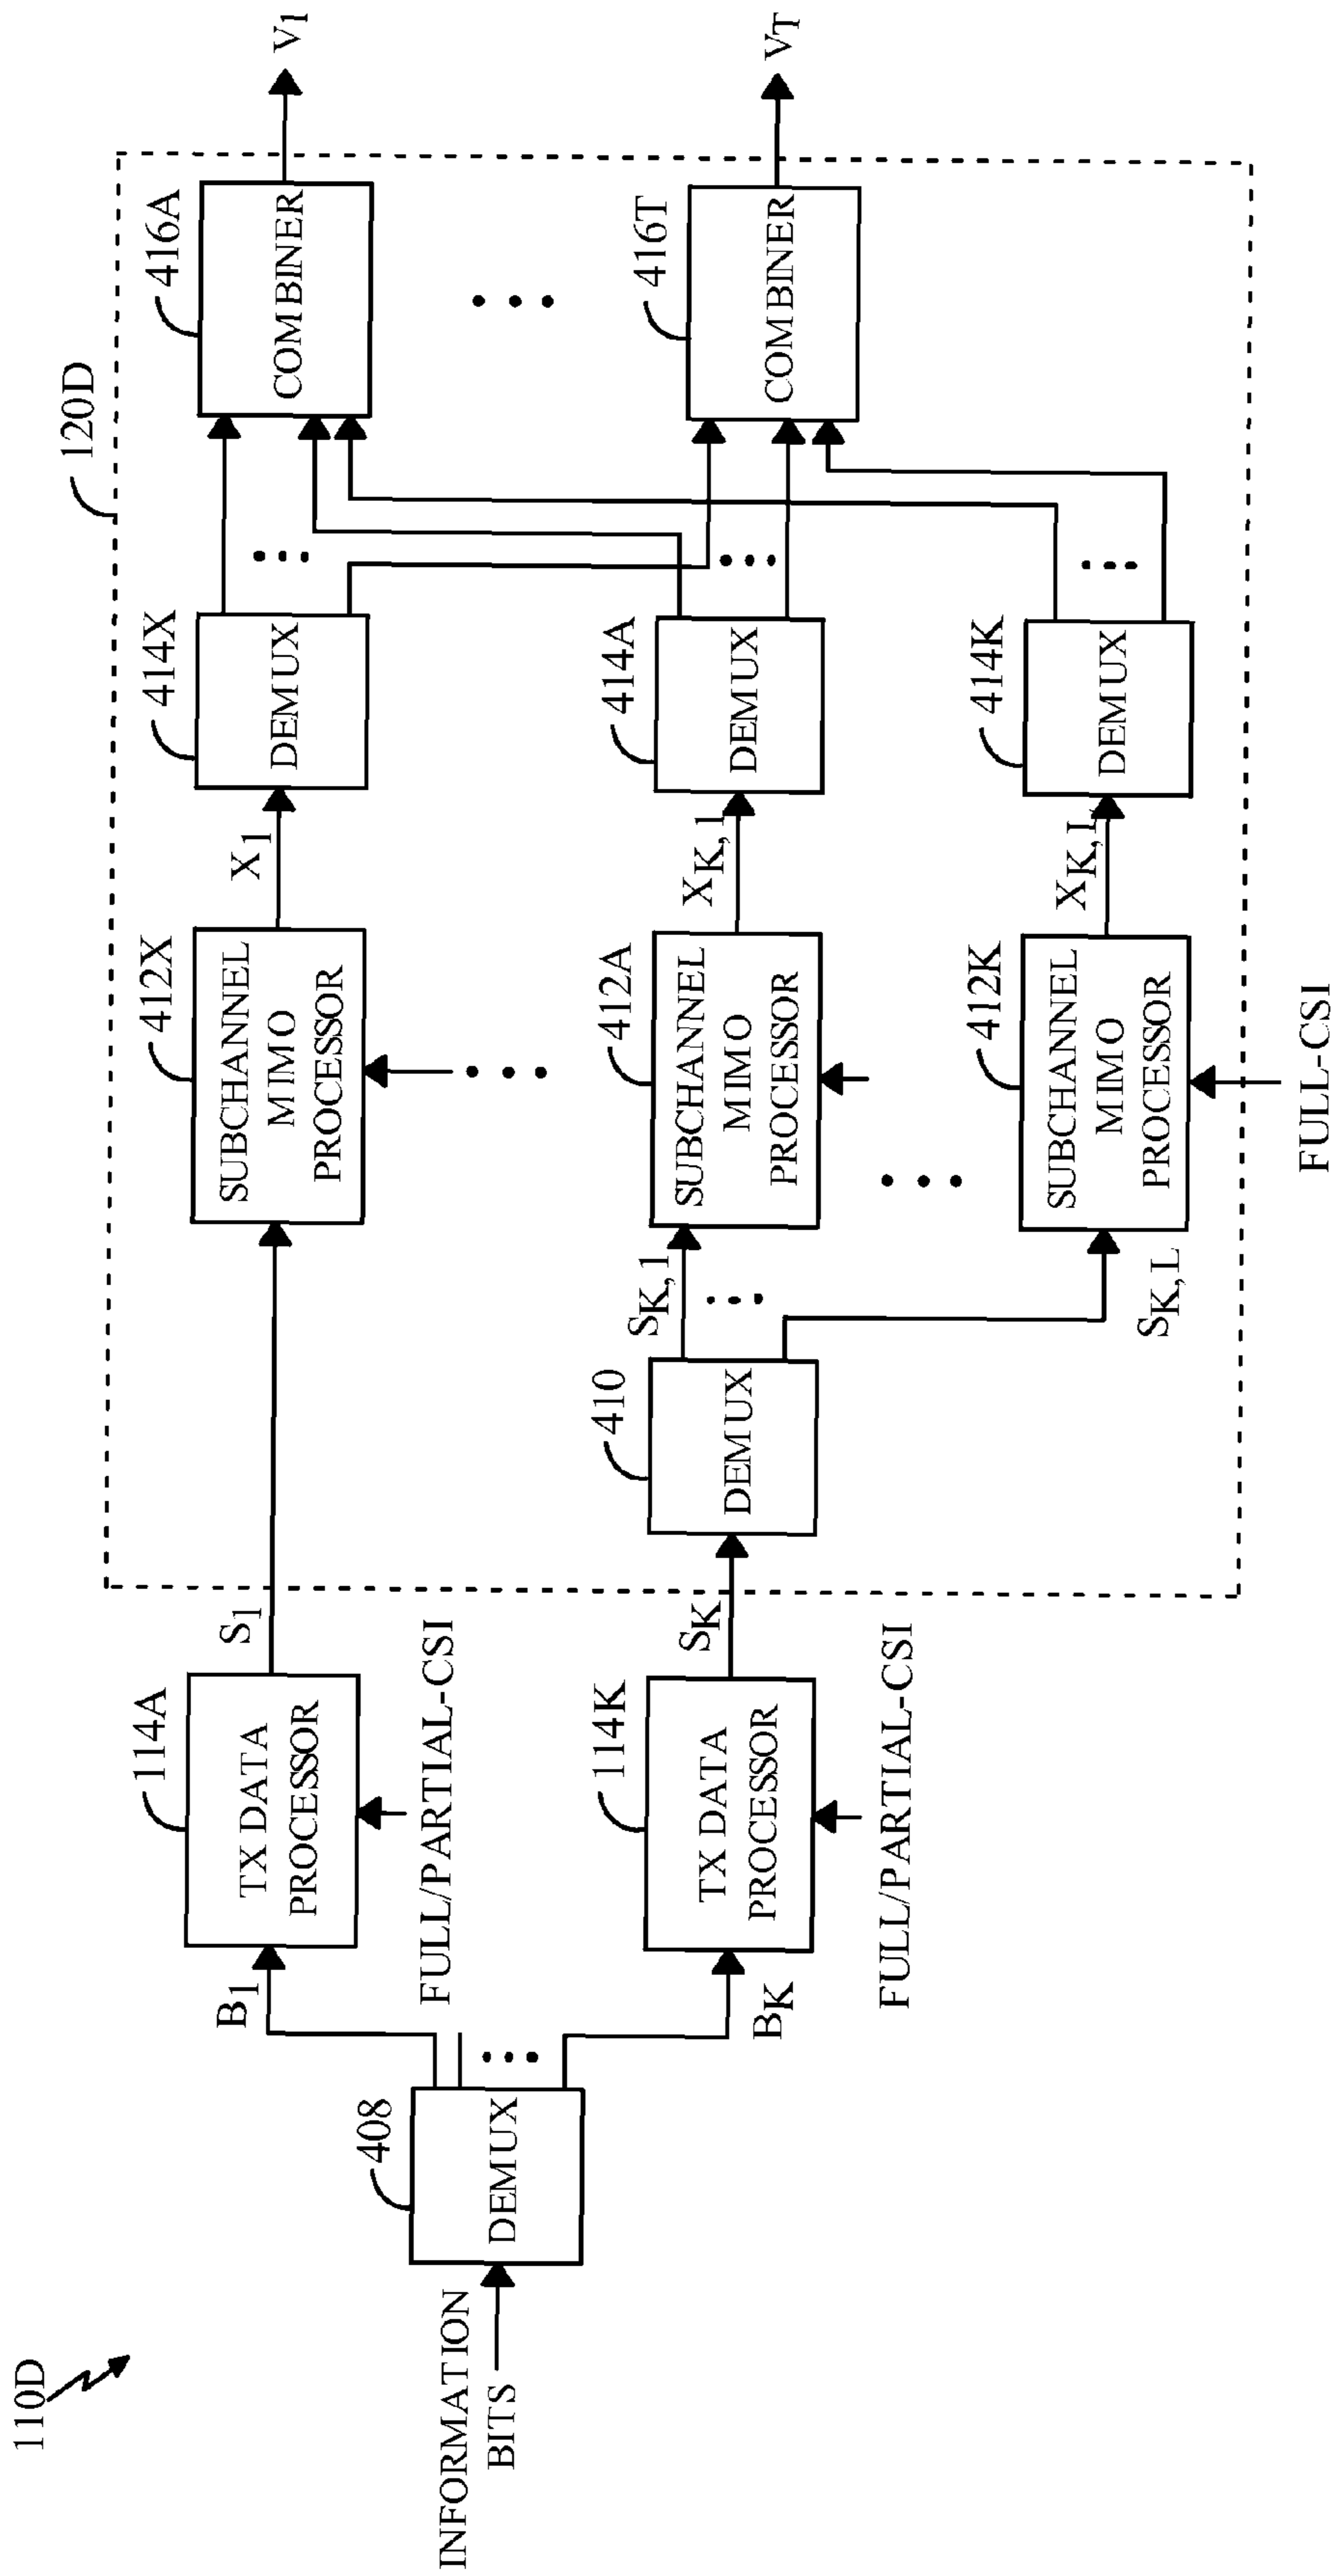 110D
INFORMATION
BITS
408
DEMUX
B1
BK
114A
TX DATA
PROCESSOR
FULL/PARTIAL-CSI
114K
TX DATA
PROCESSOR
FULL/PARTIAL-CSI
S1
SK
120D
410
DEMUX
SK,1
SK,L
412X
SUBCHANNEL
MIMO
PROCESSOR
412A
SUBCHANNEL
MIMO
PROCESSOR
412K
SUBCHANNEL
MIMO
PROCESSOR
FULL-CSI
X1
XK,1
XK,L
414X
DEMUX
414A
DEMUX
414K
DEMUX
416A
COMBINER
416T
COMBINER
V1
VT